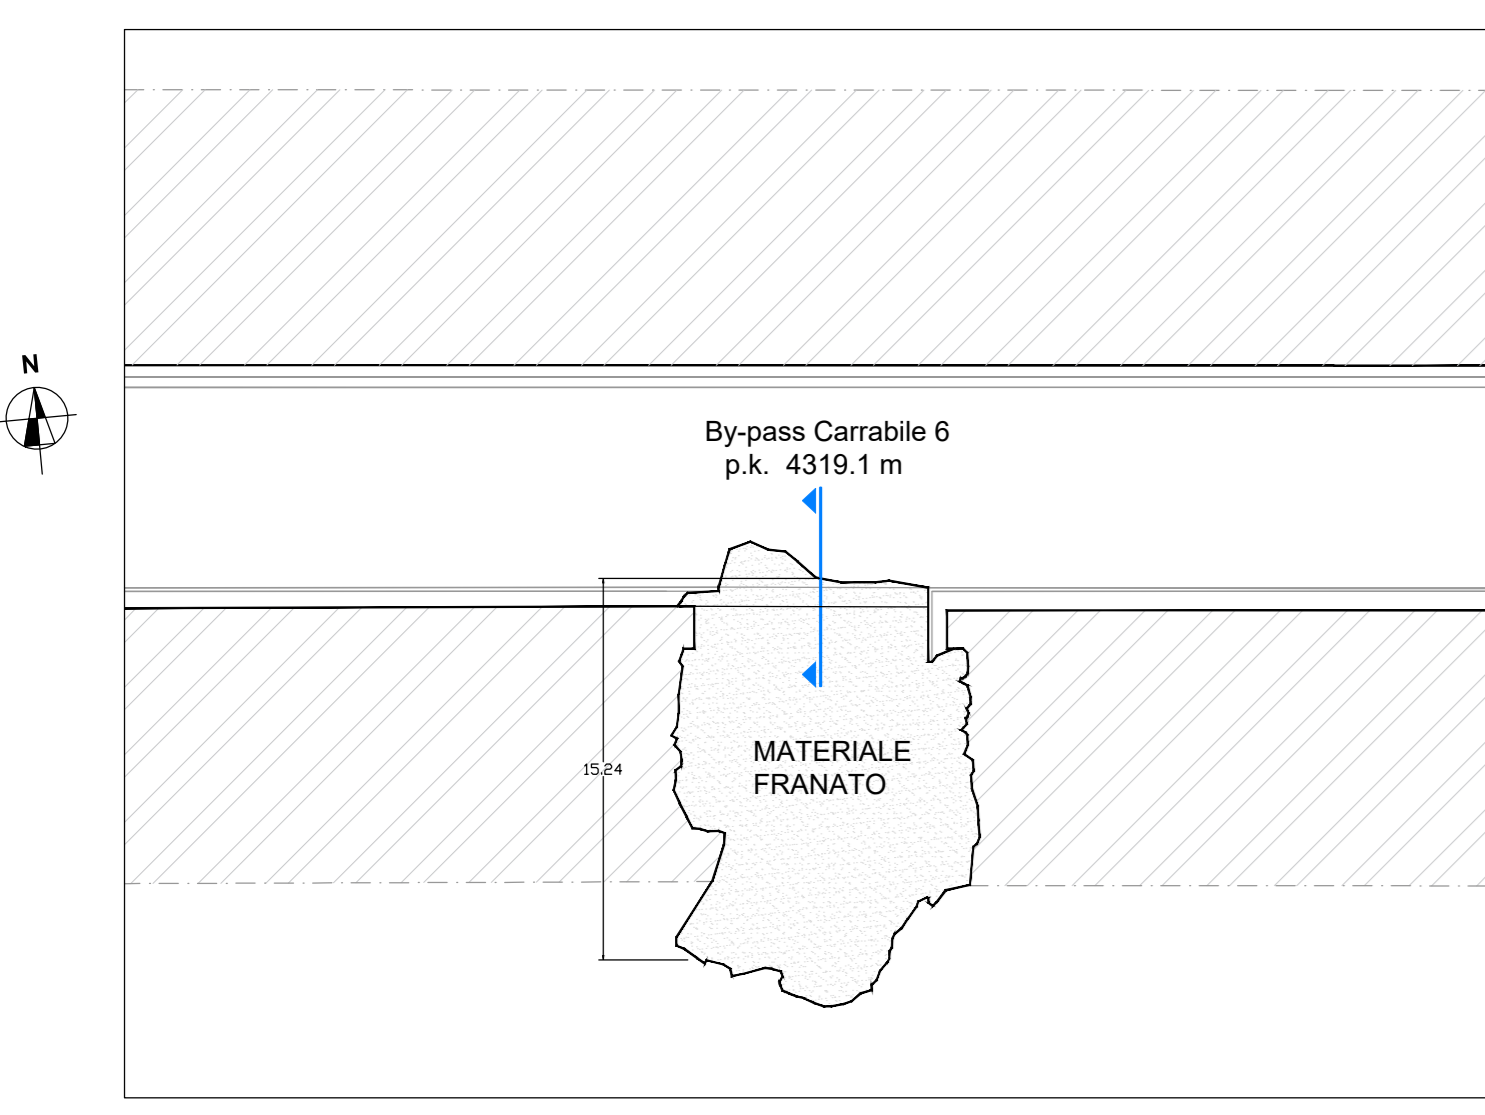 N
By-pass Carrabile 6
p.k. 4319.1 m
15.24
MATERIALE
FRANATO